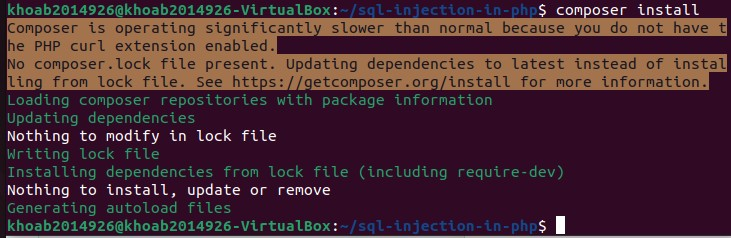 khoab2014926@khoab2014926-VirtualBox:~/sql-injection-in-php$ composer install
Composer is operating significantly slower than normal because you do not have t
he PHP curl extension enabled.
No composer.lock file present. Updating dependencies to latest instead of instal
ling from lock file. See https://getcomposer.org/install for more information.
Loading composer repositories with package information
Updating dependencies
Nothing to modify in lock file
Writing lock file
Installing dependencies from lock file (including require-dev)
Nothing to install, update or remove
Generating autoload files
khoab2014926@khoab2014926-VirtualBox:~/sql-injection-in-php$